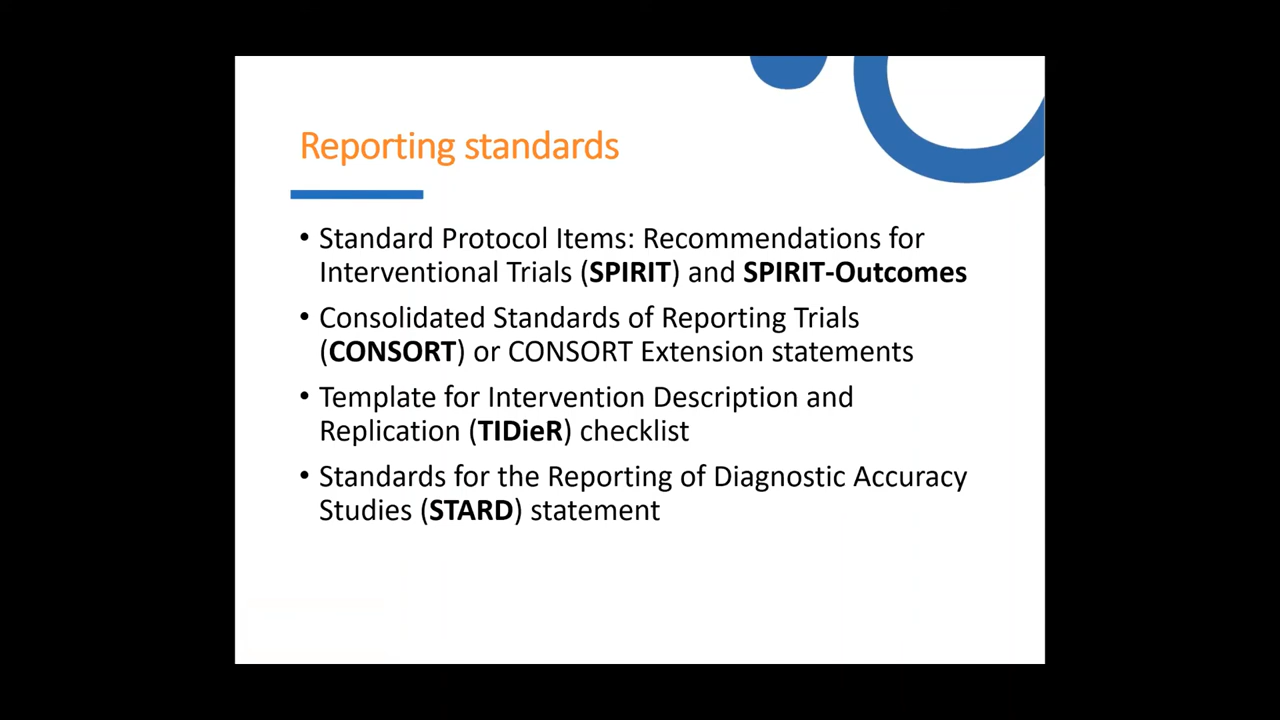 Reporting standards
• Standard Protocol Items: Recommendations for
Interventional Trials (SPIRIT) and SPIRIT-Outcomes
• Consolidated Standards of Reporting Trials
(CONSORT) or CONSORT Extension statements
• Template for Intervention Description and
Replication (TIDieR) checklist
• Standards for the Reporting of Diagnostic Accuracy
Studies (STARD) statement